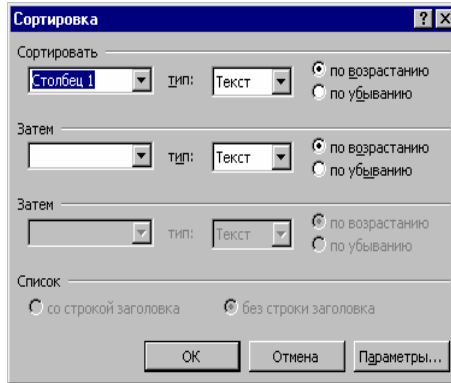 Сортировка
Сортировать
Столбец 1 тип: Текст по возрастанию
по убыванию
Затем
тип: Текст по возрастанию
по убыванию
Затем
тип: Текст по возрастанию
по убыванию
Список
со строкой заголовка без строки заголовка
ОК Отмена Параметры...